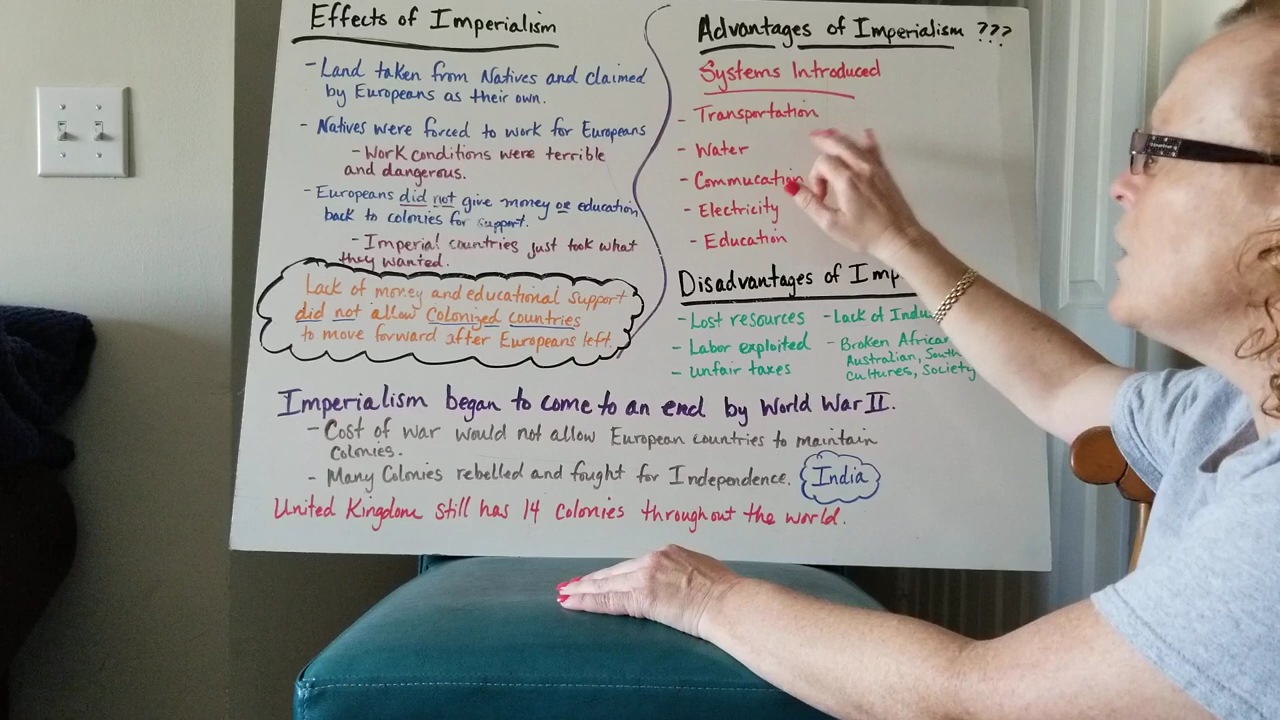 Effects of Imperialism
- Land taken from Natives and claimed
by Europeans as their own.
- Natives were forced to work for Europeans
- Work conditions were terrible
and dangerous.
- Europeans did not give money or education
back to colonies for support.
- Imperial countries just took what
they wanted.
Lack of money and educational support
did not allow Colonized countries
to move forward after Europeans left.
Advantages of Imperialism ???
Systems Introduced
- Transportation
- Water
- Commucation
- Electricity
- Education
Disadvantages of Imp
- Lost resources
- Labor exploited
- unfair taxes
- Lack of Indu
- Broken African
Australian, South
cultures, Society
Imperialism began to come to an end by World War II.
- Cost of war would not allow European countries to maintain
colonies.
- Many Colonies rebelled and fought for Independence. India
United Kingdom still has 14 colonies throughout the world.